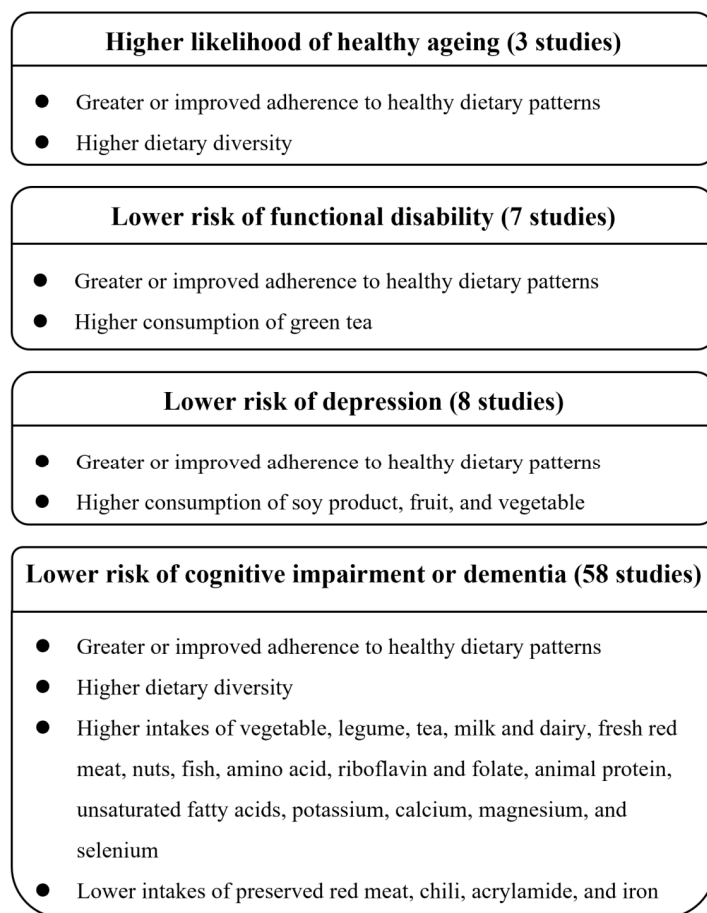 Higher likelihood of healthy ageing (3 studies)
● Greater or improved adherence to healthy dietary patterns
● Higher dietary diversity
Lower risk of functional disability (7 studies)
● Greater or improved adherence to healthy dietary patterns
● Higher consumption of green tea
Lower risk of depression (8 studies)
● Greater or improved adherence to healthy dietary patterns
● Higher consumption of soy product, fruit, and vegetable
Lower risk of cognitive impairment or dementia (58 studies)
● Greater or improved adherence to healthy dietary patterns
● Higher dietary diversity
● Higher intakes of vegetable, legume, tea, milk and dairy, fresh red
meat, nuts, fish, amino acid, riboflavin and folate, animal protein,
unsaturated fatty acids, potassium, calcium, magnesium, and
selenium
● Lower intakes of preserved red meat, chili, acrylamide, and iron